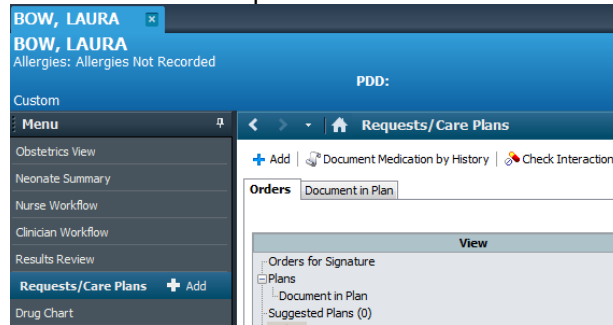 BOW, LAURA
BOW, LAURA
Allergies: Allergies Not Recorded
PDD:
Custom
Menu
Requests/Care Plans
Obstetrics View
Neonate Summary
Nurse Workflow
Clinician Workflow
Results Review
Requests/Care Plans + Add
Drug Chart
+ Add | Document Medication by History | Check Interaction
Orders Document in Plan
View
Orders for Signature
Plans
Document in Plan
Suggested Plans (0)